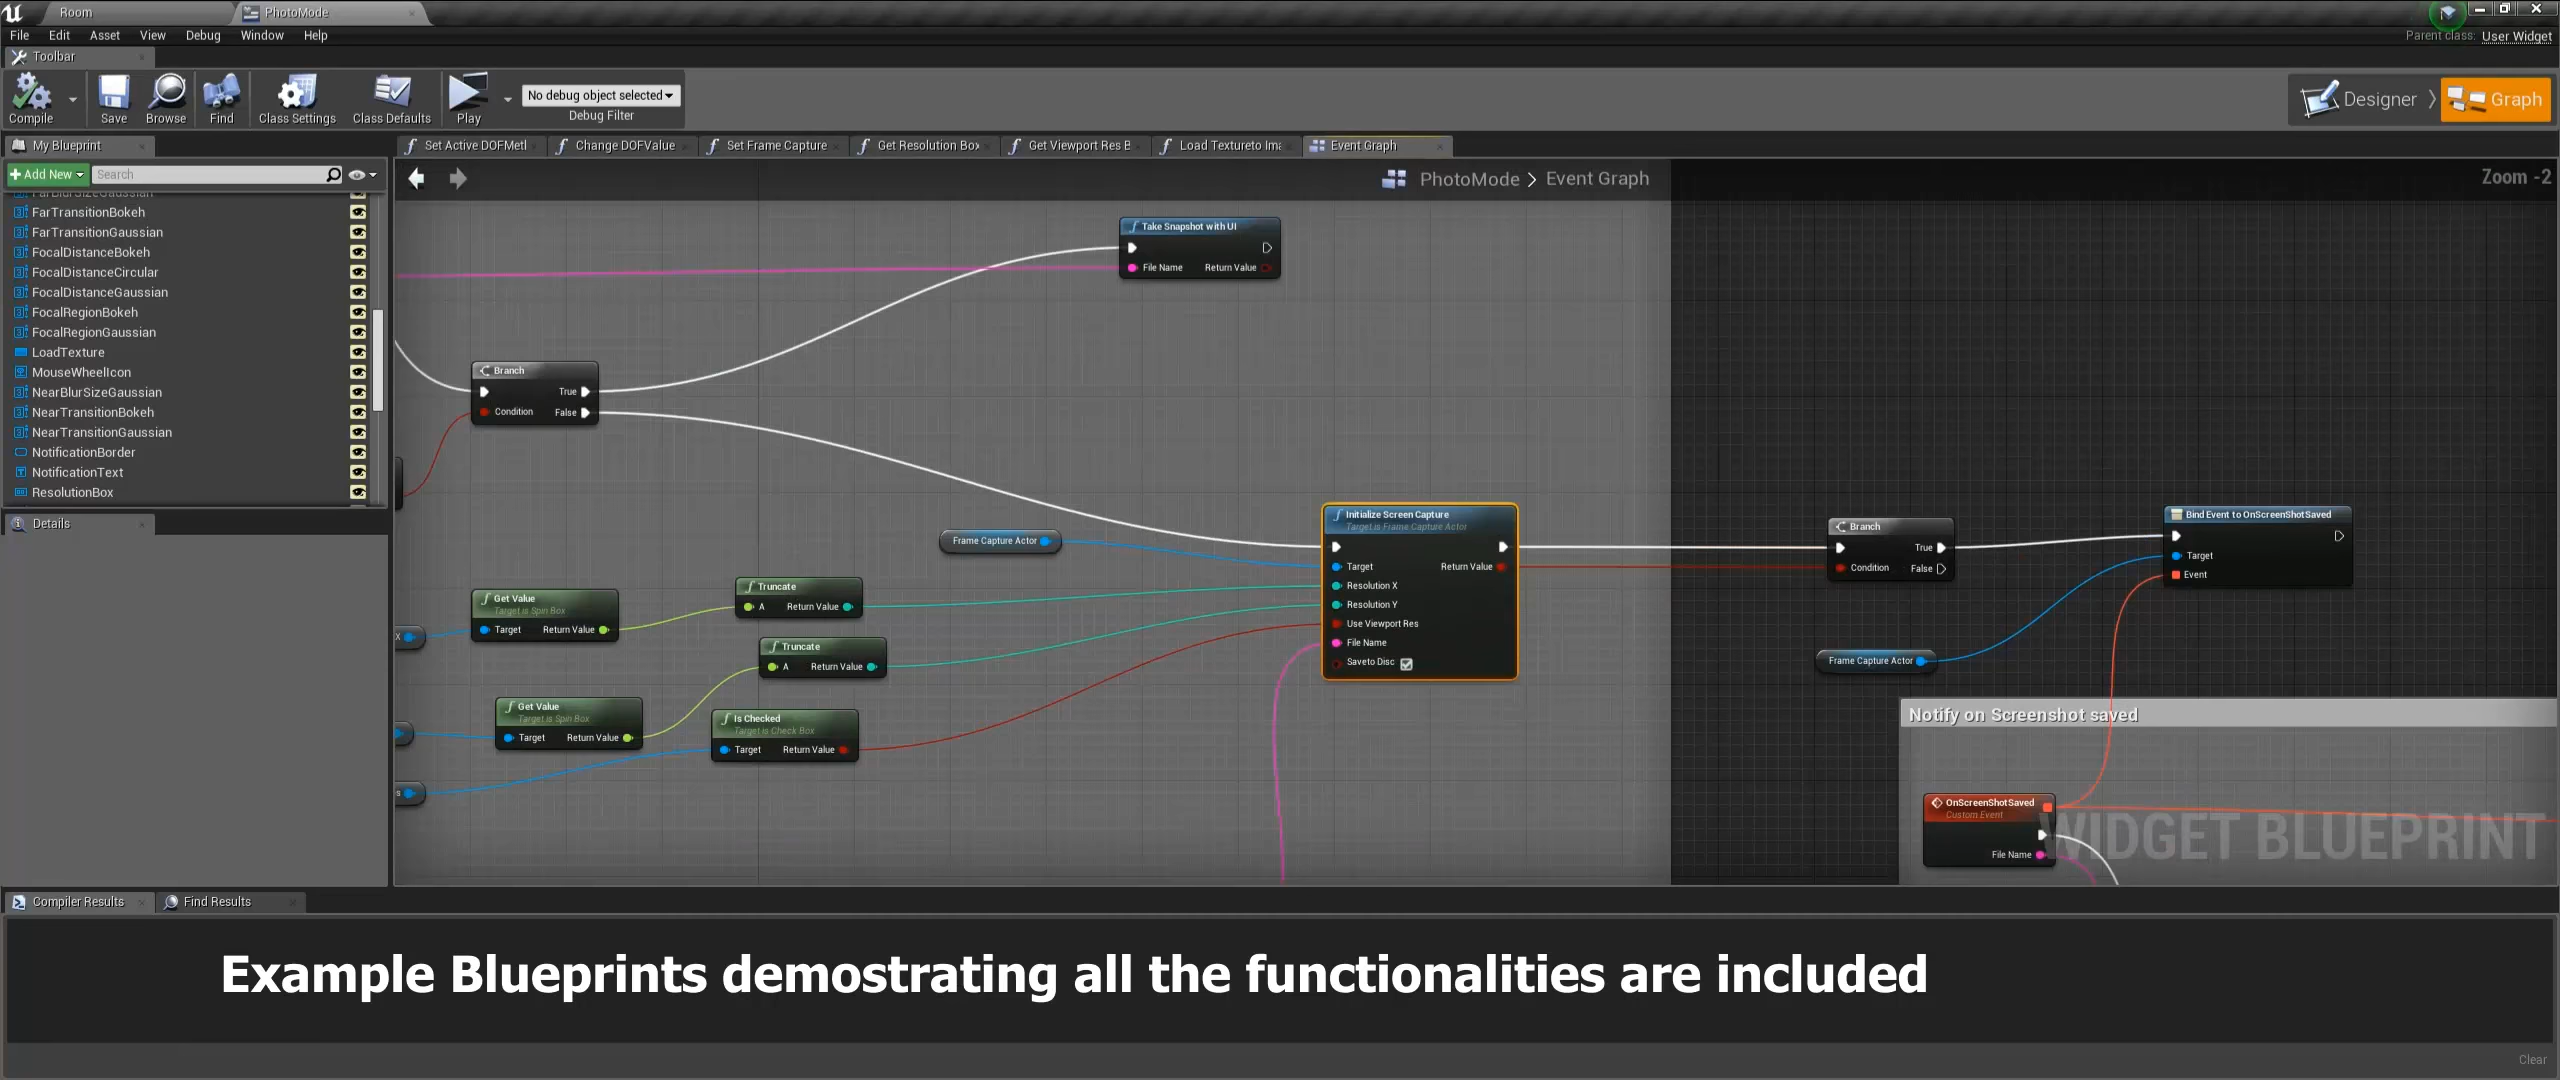 Room
PhotoMode
File Edit Asset View Debug Window Help
Parent class: User Widget
Toolbar
Compile
Save
Browse
Find
Class Settings
Class Defaults
Play
No debug object selected
Debug Filter
Designer
Graph
My Blueprint
Set Active DOFMetl
Change DOFValue
Set Frame Capture
Get Resolution Box
Get Viewport Res B
Load Textureto Ima
Event Graph
Add New
Search
PhotoMode > Event Graph
Zoom -2
FarBlurSizeGaussian
FarTransitionBokeh
FarTransitionGaussian
FocalDistanceBokeh
FocalDistanceCircular
FocalDistanceGaussian
FocalRegionBokeh
FocalRegionGaussian
LoadTexture
MouseWheelIcon
NearBlurSizeGaussian
NearTransitionBokeh
NearTransitionGaussian
NotificationBorder
NotificationText
ResolutionBox
Details
Take Snapshot with UI
File Name Return Value
Branch
True
Condition False
Frame Capture Actor
Initialize Screen Capture
Target is Frame Capture Actor
Target Return Value
Resolution X
Resolution Y
Use Viewport Res
File Name
Saveto Disc
Get Value
Target is Spin Box
Target Return Value
Truncate
A Return Value
Truncate
A Return Value
Get Value
Target is Spin Box
Target Return Value
Is Checked
Target is Check Box
Target Return Value
X
s
Branch
True
Condition False
Bind Event to OnScreenShotSaved
Target
Event
Frame Capture Actor
Notify on Screenshot saved
OnScreenShotSaved
Custom Event
File Name
WIDGET BLUEPRINT
Compiler Results
Find Results
Example Blueprints demostrating all the functionalities are included
Clear